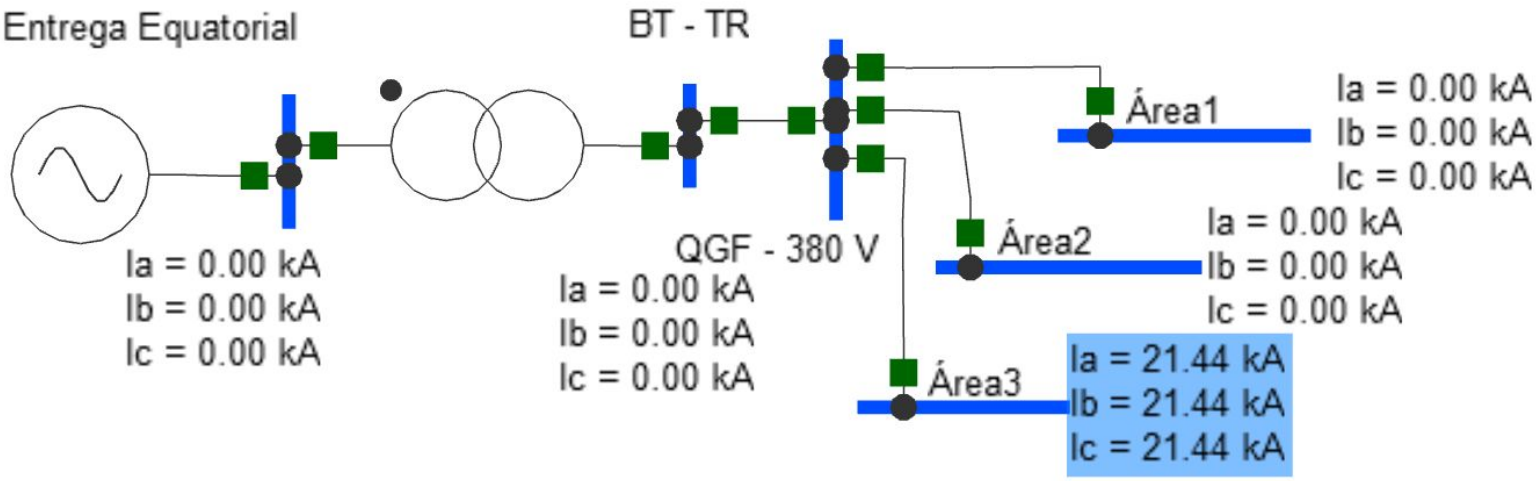 Entrega Equatorial
BT - TR
Área1
Ia = 0.00 kA
Ib = 0.00 kA
Ic = 0.00 kA
Área2
Ia = 0.00 kA
Ib = 0.00 kA
Ic = 0.00 kA
QGF - 380 V
Ia = 0.00 kA
Ib = 0.00 kA
Ic = 0.00 kA
Ia = 0.00 kA
Ib = 0.00 kA
Ic = 0.00 kA
Área3
Ia = 21.44 kA
Ib = 21.44 kA
Ic = 21.44 kA